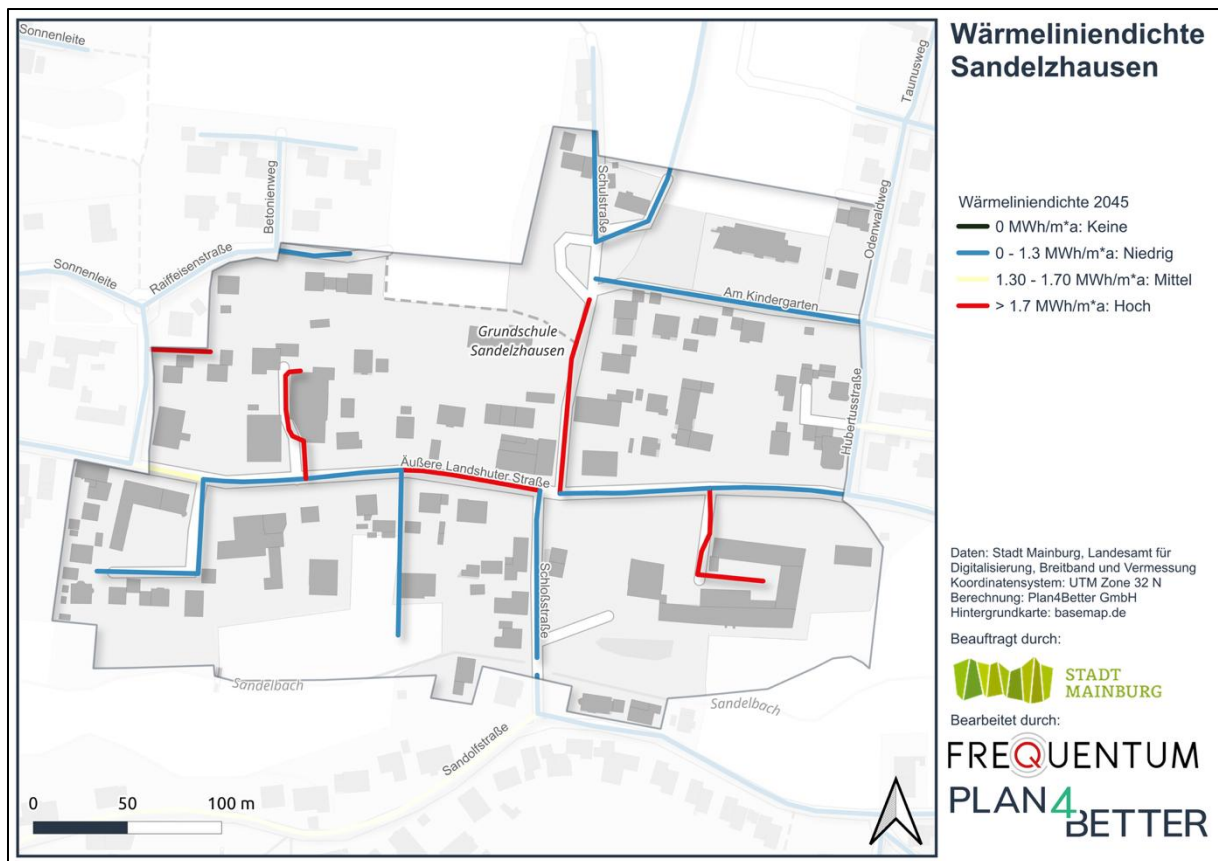 Wärmeliniendichte
Sandelzhausen
Wärmeliniendichte 2045
0 MWh/m*a: Keine
0 - 1.3 MWh/m*a: Niedrig
1.30 - 1.70 MWh/m*a: Mittel
> 1.7 MWh/m*a: Hoch
Sonnenleite
Taunusweg
Betonienweg
Schulstraße
Odenwaldweg
Raiffeisenstraße
Sonnenleite
Am Kindergarten
Grundschule
Sandelzhausen
Hubertusstraße
Äußere Landshuter Straße
Schloßstraße
Sandelbach
Sandelbach
Sandolfstraße
0 50 100 m
Daten: Stadt Mainburg, Landesamt für
Digitalisierung, Breitband und Vermessung
Koordinatensystem: UTM Zone 32 N
Berechnung: Plan4Better GmbH
Hintergrundkarte: basemap.de
Beauftragt durch:
STADT
MAINBURG
Bearbeitet durch:
FREQUENTUM
PLAN4
BETTER